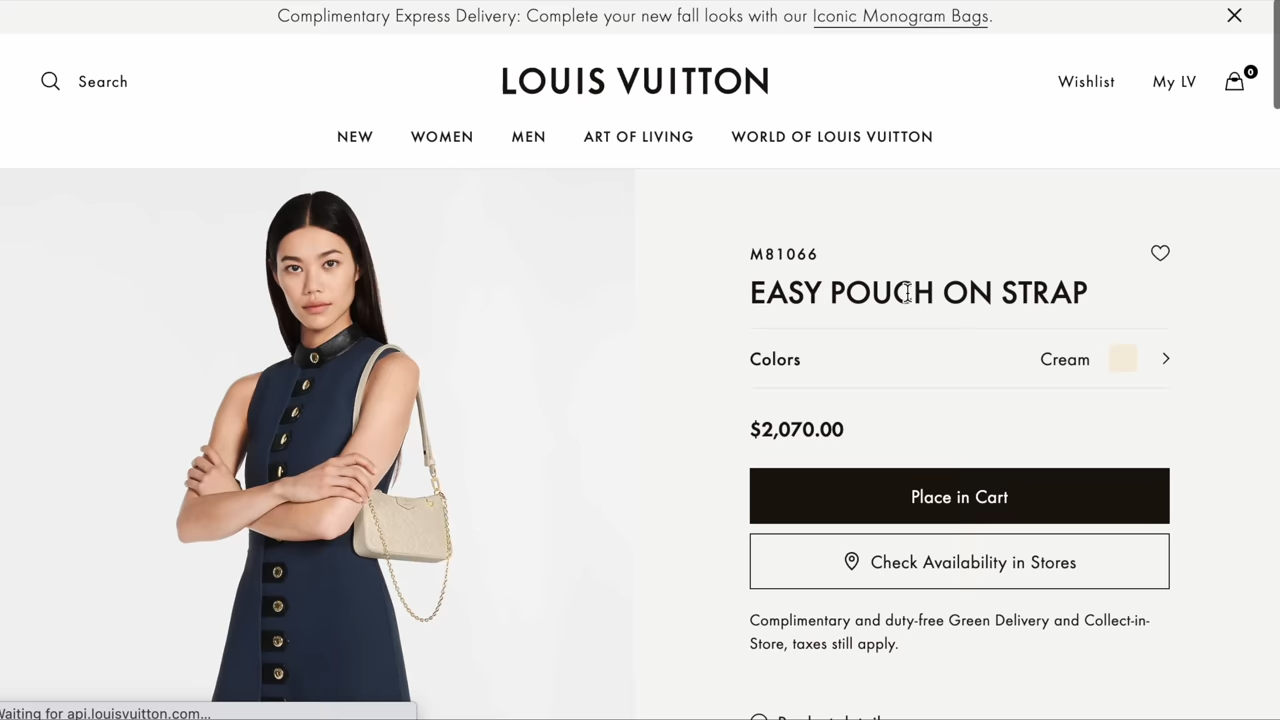 Complimentary Express Delivery: Complete your new fall looks with our Iconic Monogram Bags.
Search
LOUIS VUITTON
Wishlist
My LV
0
NEW
WOMEN
MEN
ART OF LIVING
WORLD OF LOUIS VUITTON
M81066
EASY POUCH ON STRAP
Colors
Cream
$2,070.00
Place in Cart
Check Availability in Stores
Complimentary and duty-free Green Delivery and Collect-in-
Store, taxes still apply.
Waiting for api.louisvuitton.com...